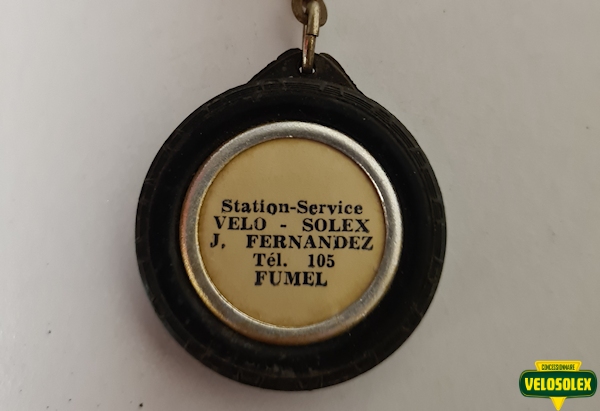 Station-Service
VELO - SOLEX
J. FERNANDEZ
Tél. 105
FUMEL
CONCESSIONNAIRE
VELOSOLEX